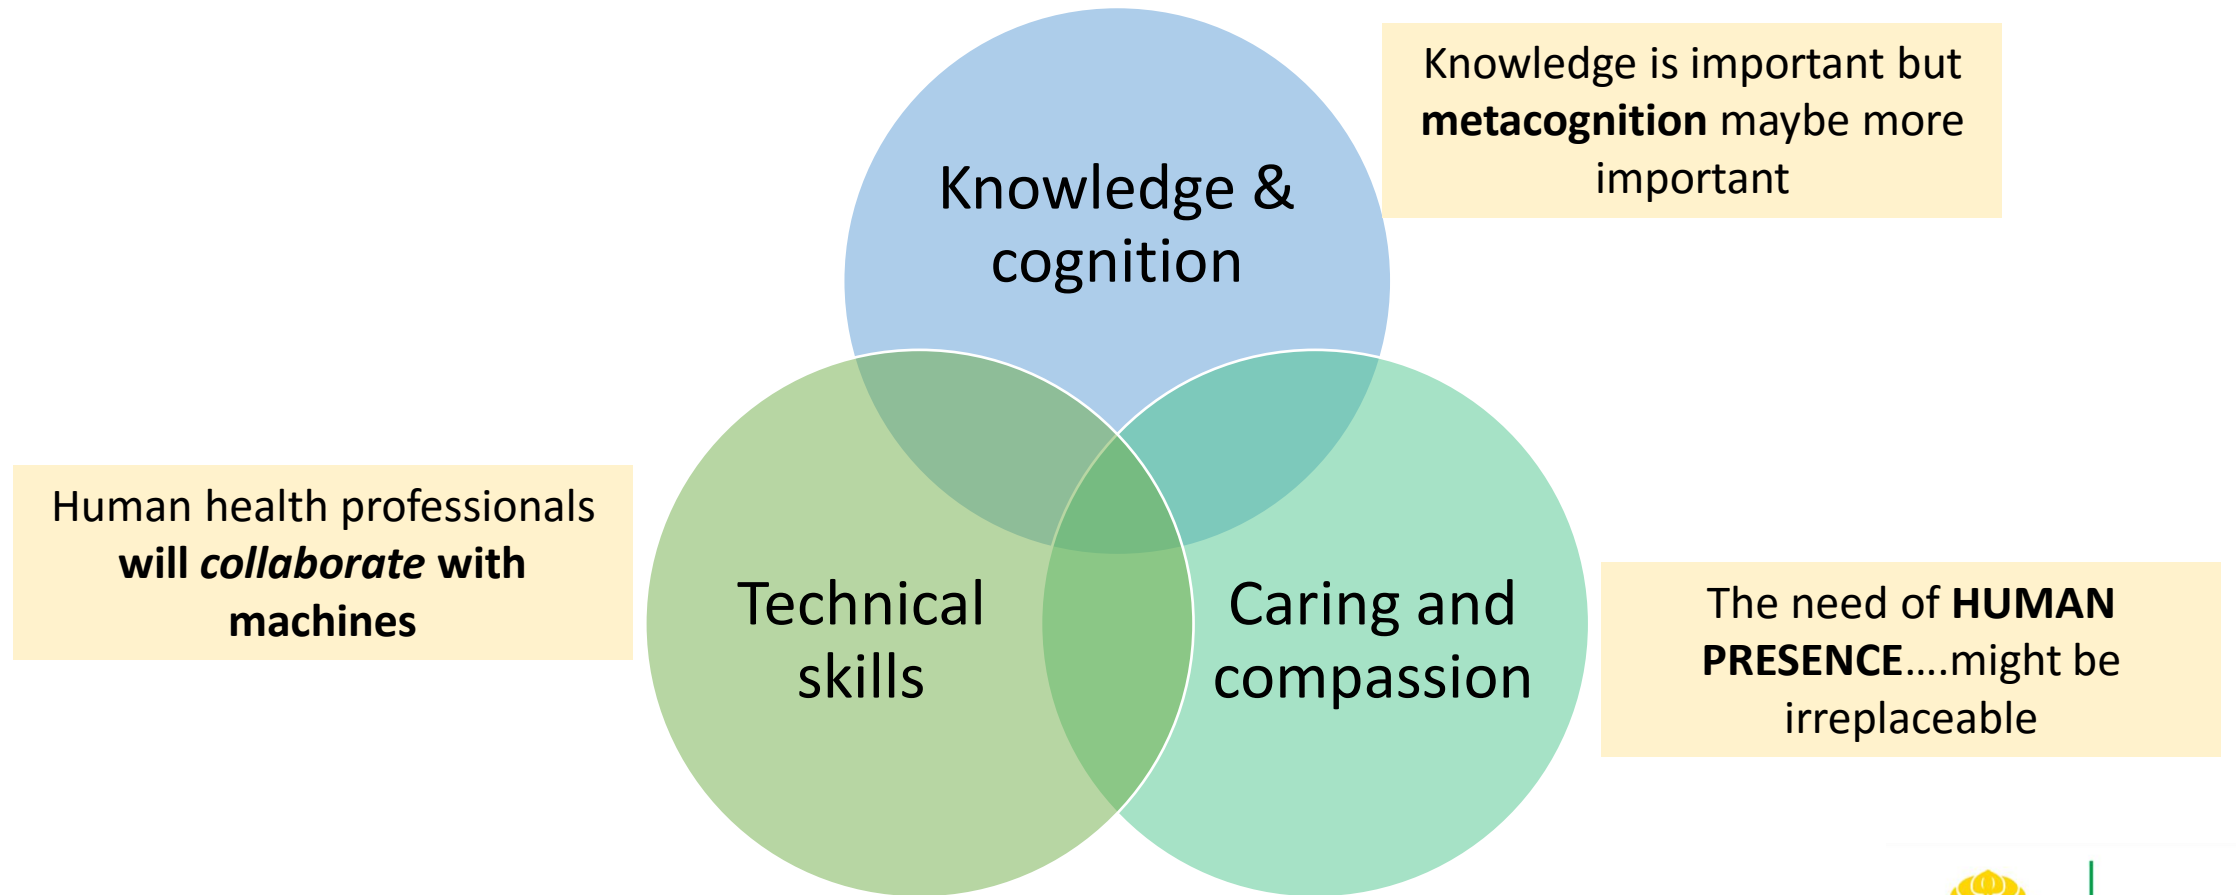 Knowledge is important but
metacognition maybe more
important
Knowledge &
cognition
Human health professionals
will collaborate with
machines
Technical
skills
Caring and
compassion
The need of HUMAN
PRESENCE....might be
irreplaceable